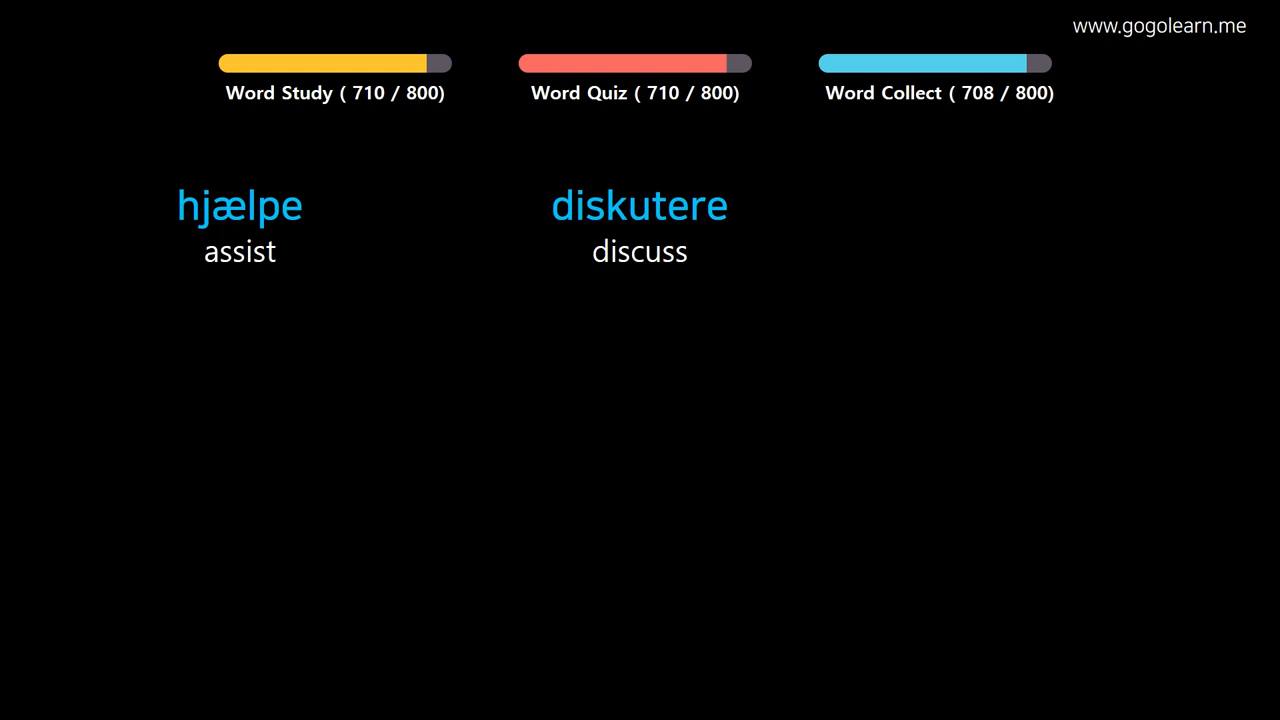 www.gogolearn.me
Word Study ( 710 / 800)
Word Quiz ( 710 / 800)
Word Collect ( 708 / 800)
hjælpe
assist
diskutere
discuss